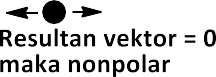 Resultan vektor = 0
maka nonpolar